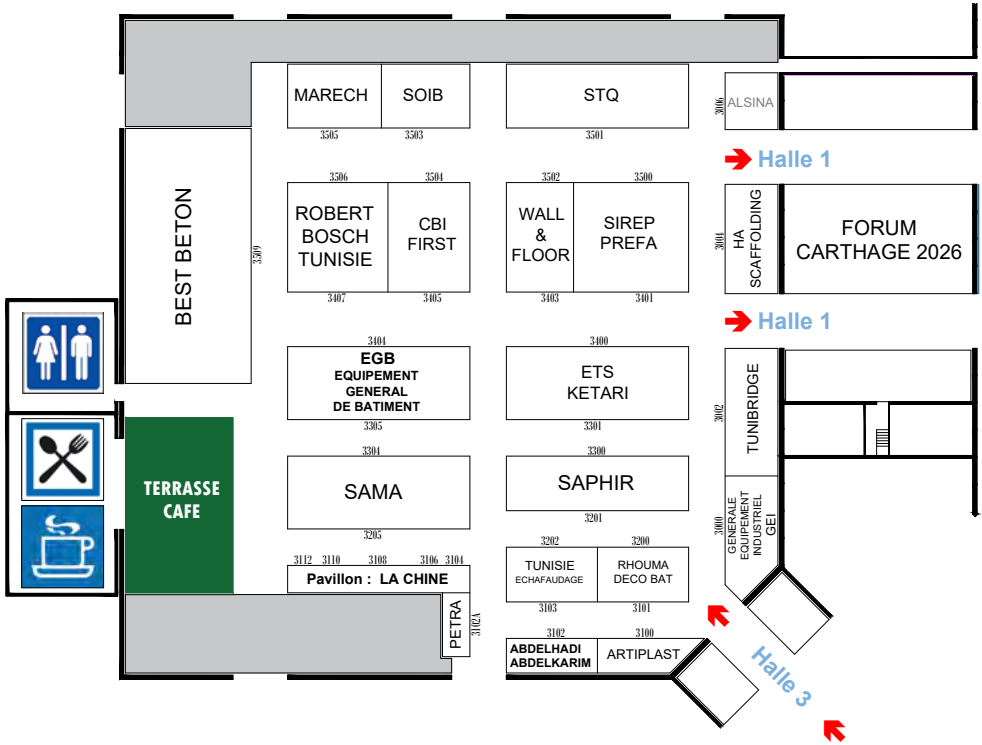 MARECH
SOIB
STQ
3006
ALSINA
3505
3503
3501
Halle 1
3506
3504
3502
3500
BEST BETON
3509
ROBERT
BOSCH
TUNISIE
CBI
FIRST
WALL
&
FLOOR
SIREP
PREFA
3004
HA
SCAFFOLDING
FORUM
CARTHAGE 2026
3407
3405
3403
3401
Halle 1
3404
3400
EGB
EQUIPEMENT
GENERAL
DE BATIMENT
ETS
KETARI
3002
TUNIBRIDGE
3305
3301
3304
3300
TERRASSE
CAFE
SAMA
SAPHIR
3205
3201
3000
GENERALE
EQUIPEMENT
INDUSTRIEL
GEI
3112
3110
3108
3106
3104
3202
3200
Pavillon : LA CHINE
TUNISIE
ECHAFAUDAGE
RHOUMA
DECO BAT
PETRA
3102A
3103
3101
3102
3100
ABDELHADI
ABDELKARIM
ARTIPLAST
Halle 3